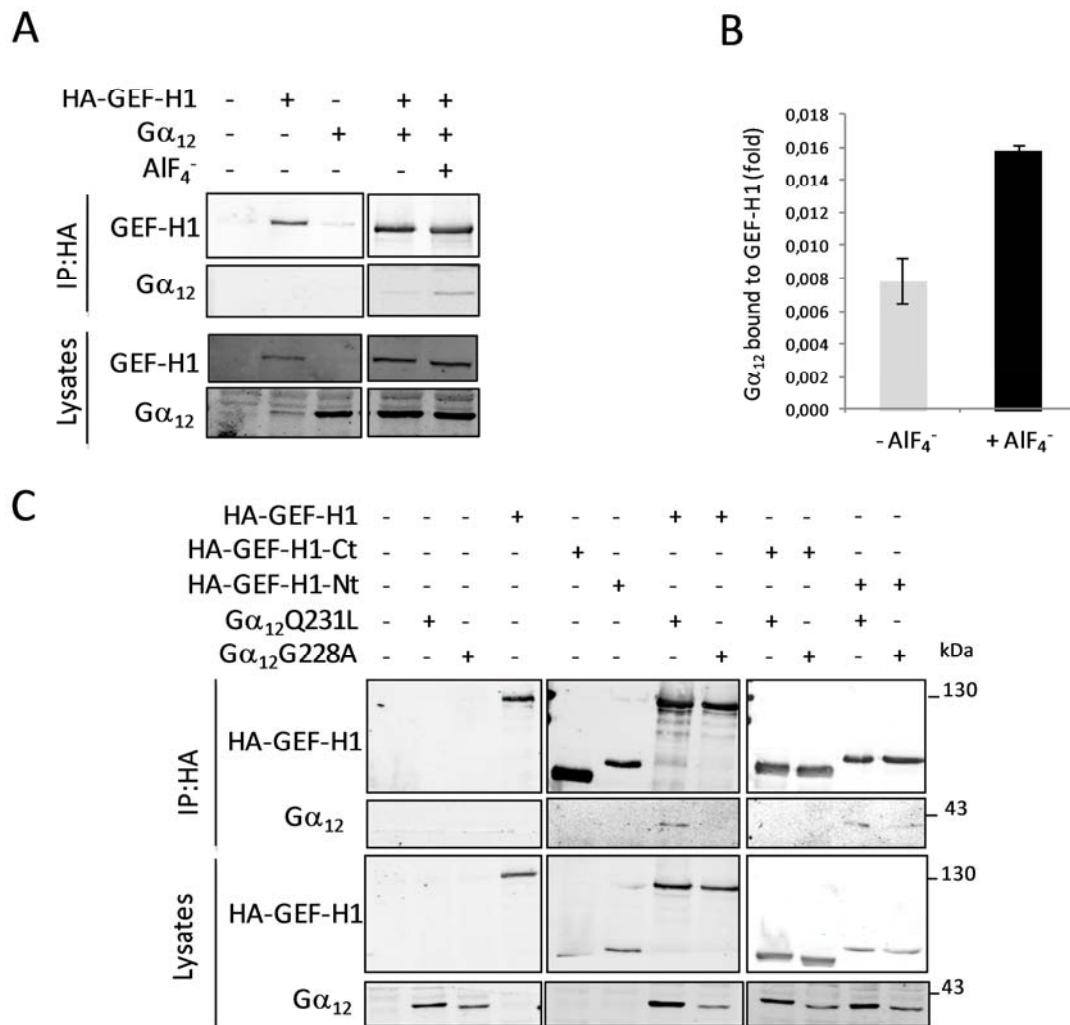 A
HA-GEF-H1 - + - + +
Gα₁₂ - - + + +
AlF₄⁻ - - - - +
IP:HA
GEF-H1
Gα₁₂
Lysates
GEF-H1
Gα₁₂
B
Gα₁₂ bound to GEF-H1 (fold)
0,018
0,016
0,014
0,012
0,010
0,008
0,006
0,004
0,002
0,000
- AlF₄⁻ + AlF₄⁻
C
HA-GEF-H1 - - - + - - + + - - - -
HA-GEF-H1-Ct - - - - + - - - + + - -
HA-GEF-H1-Nt - - - - - + - - - - + +
Gα₁₂Q231L - + - - - - + - + - + -
Gα₁₂G228A - - + - - - - + - + - + kDa
IP:HA
HA-GEF-H1 130
Gα₁₂ 43
Lysates
HA-GEF-H1 130
Gα₁₂ 43